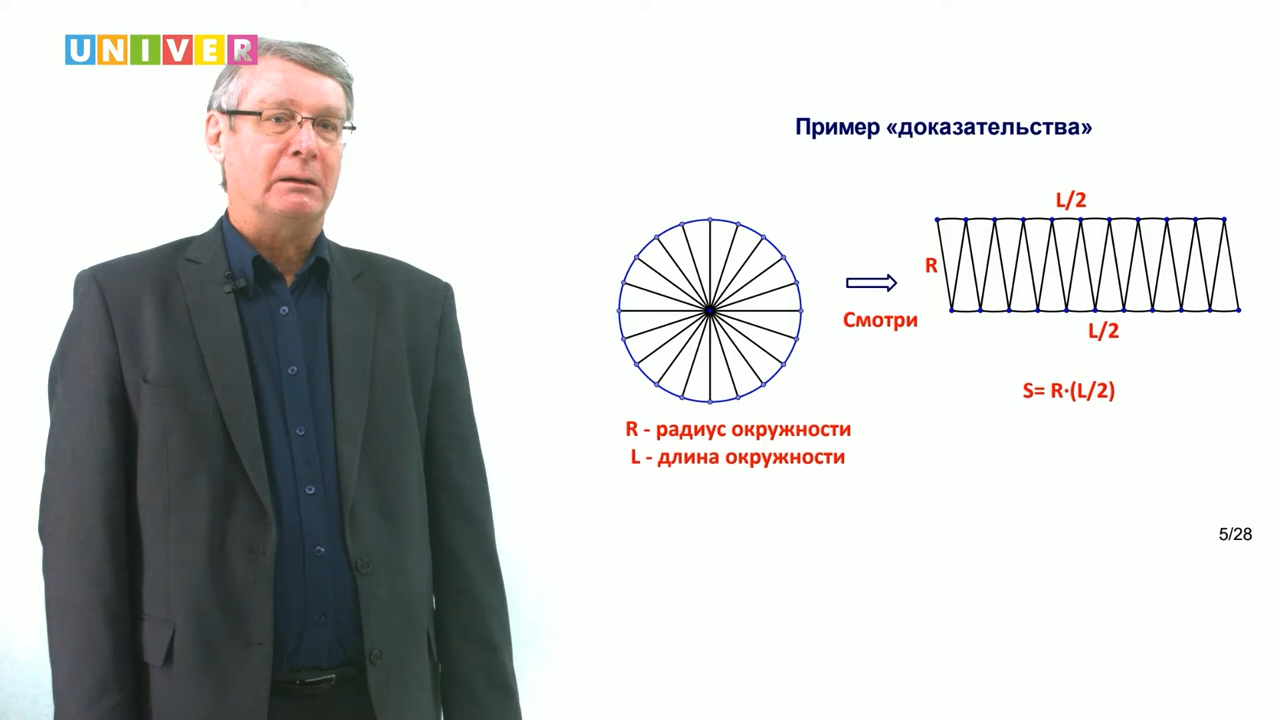 UNIVER
Пример «доказательства»
L/2
R
Смотри
L/2
S= R·(L/2)
R - радиус окружности
L - длина окружности
5/28